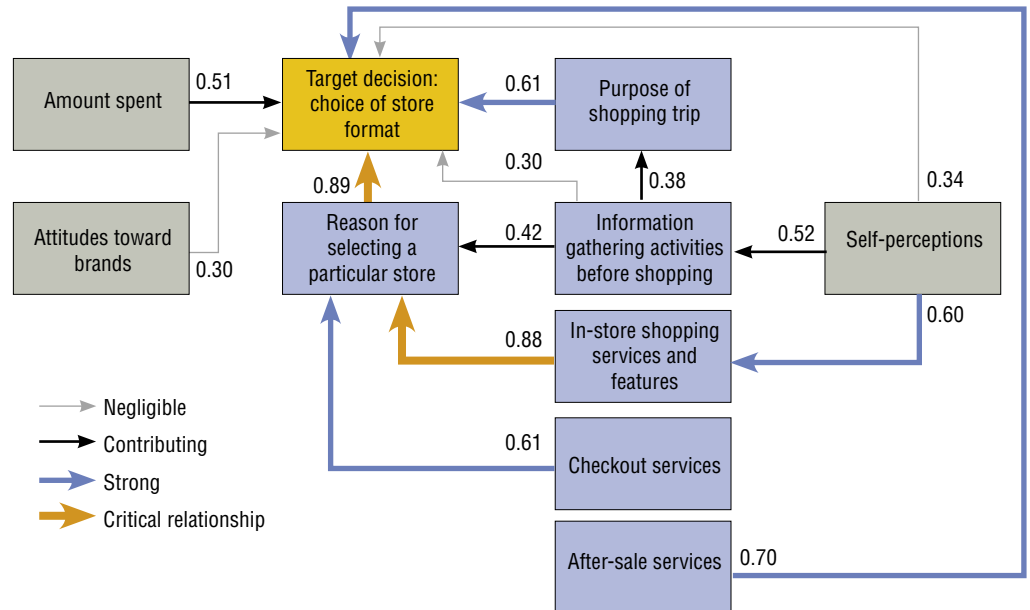 0.51
Amount spent
Target decision:
choice of store
format
0.61
Purpose of
shopping trip
0.30
0.38
0.34
0.89
Attitudes toward
brands
0.30
Reason for
selecting a
particular store
0.42
Information
gathering activities
before shopping
0.52
Self-perceptions
0.60
0.88
In-store shopping
services and
features
Negligible
Contributing
Strong
Critical relationship
0.61
Checkout services
After-sale services
0.70